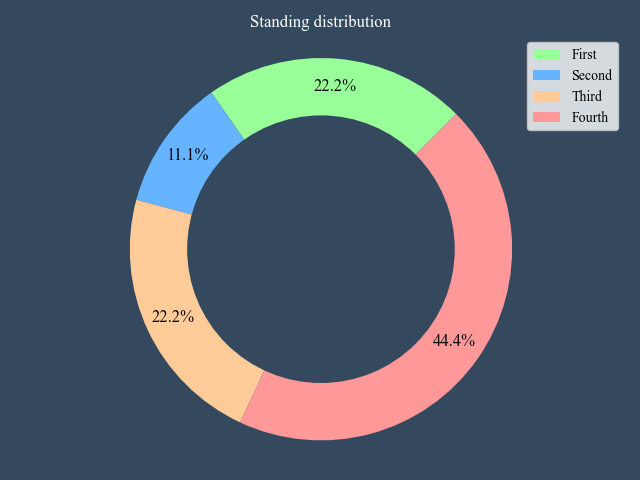 Standing distribution
First
Second
Third
Fourth
22.2%
11.1%
22.2%
44.4%